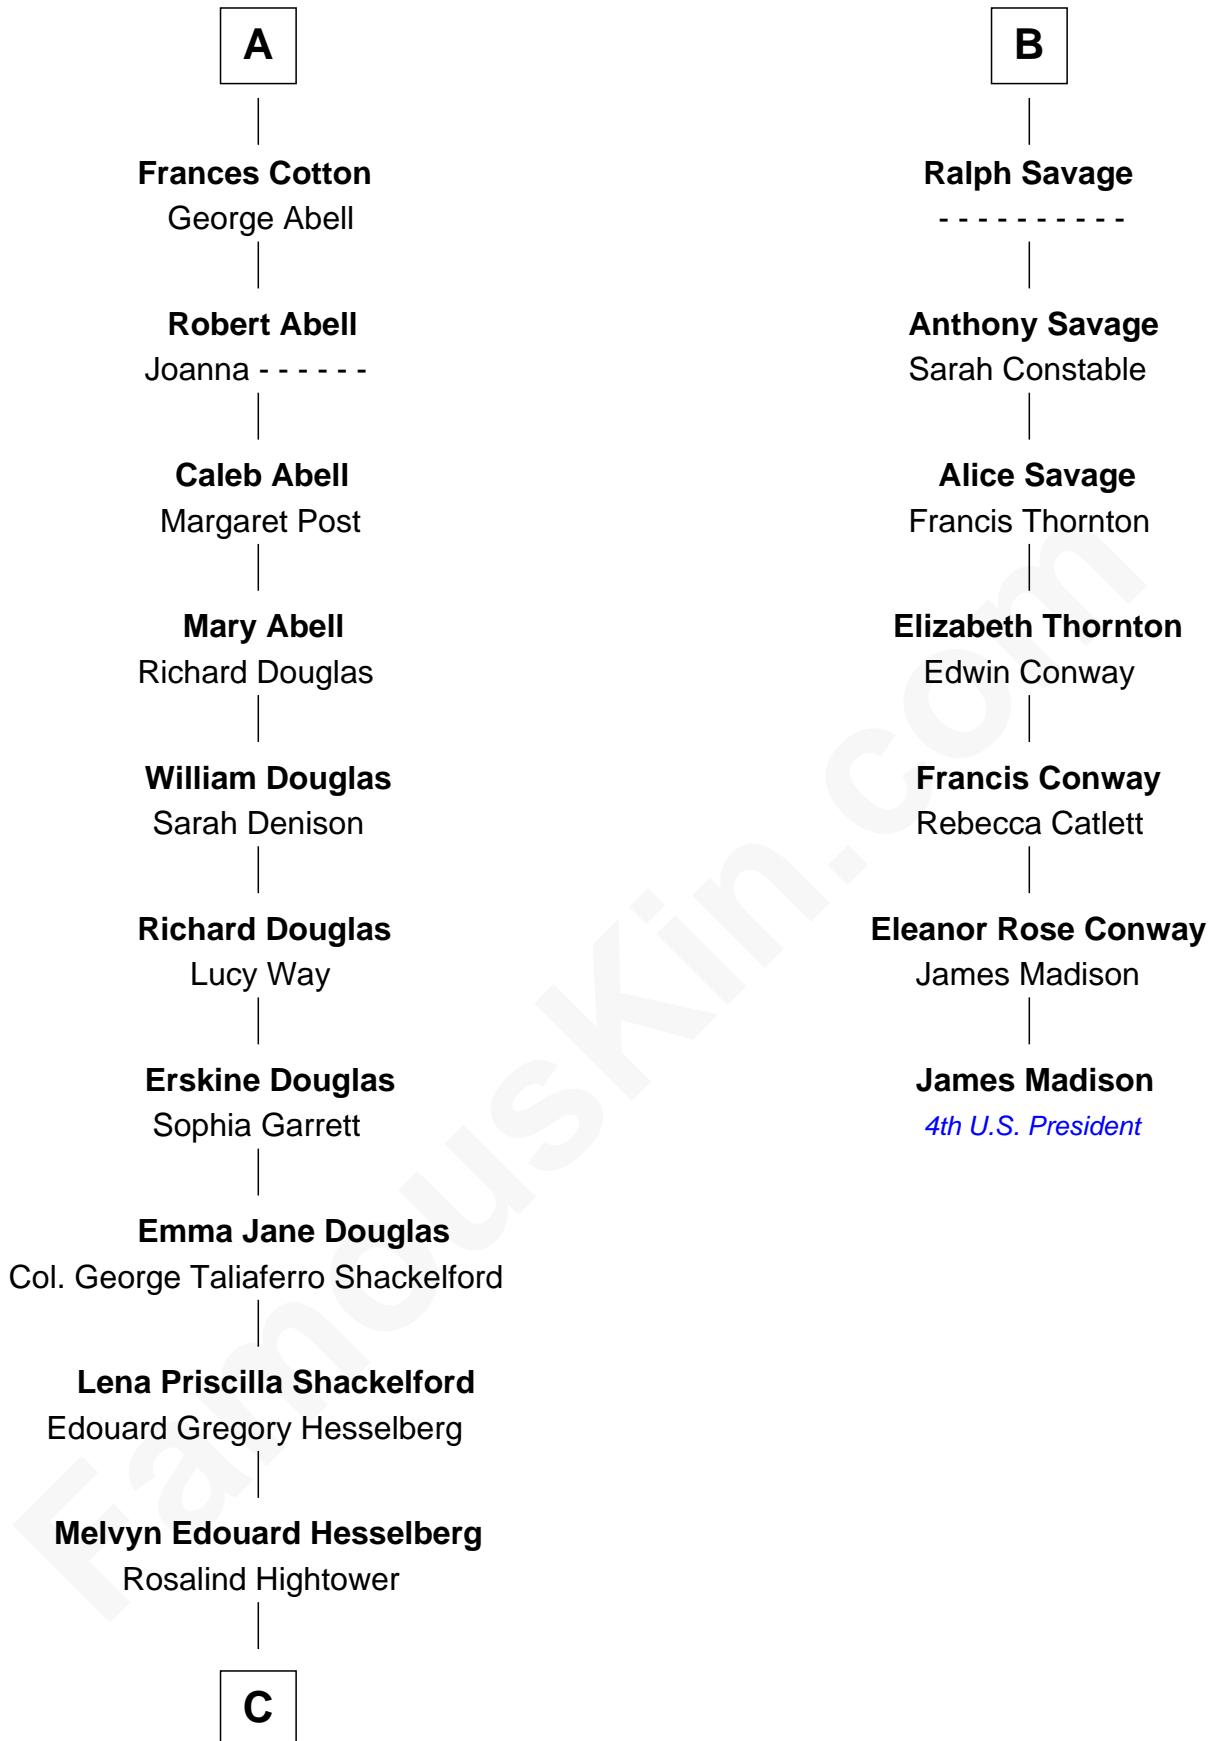 A
Frances Cotton
George Abell
Robert Abell
Joanna - - - - - -
Caleb Abell
Margaret Post
Mary Abell
Richard Douglas
William Douglas
Sarah Denison
Richard Douglas
Lucy Way
Erskine Douglas
Sophia Garrett
Emma Jane Douglas
Col. George Taliaferro Shackelford
Lena Priscilla Shackelford
Edouard Gregory Hesselberg
Melvyn Edouard Hesselberg
Rosalind Hightower
C
B
Ralph Savage
- - - - - - - - - -
Anthony Savage
Sarah Constable
Alice Savage
Francis Thornton
Elizabeth Thornton
Edwin Conway
Francis Conway
Rebecca Catlett
Eleanor Rose Conway
James Madison
James Madison
4th U.S. President
FamousKin.com